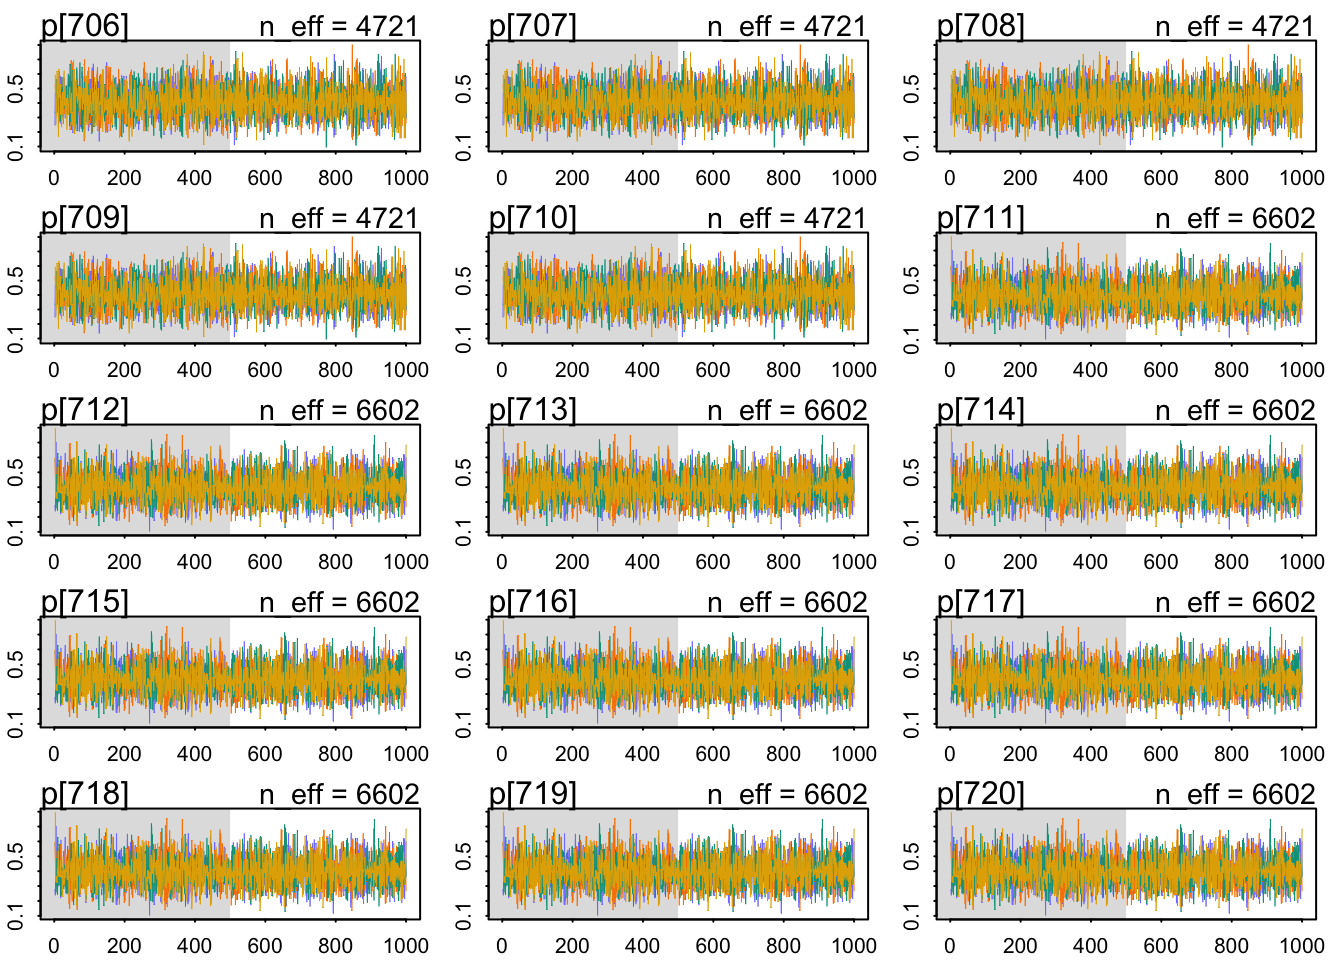 p[706] n_eff = 4721 p[707] n_eff = 4721 p[708] n_eff = 4721
0.1 0.5 0.1 0.5 0.1 0.5
0 200 400 600 800 1000 0 200 400 600 800 1000 0 200 400 600 800 1000
p[709] n_eff = 4721 p[710] n_eff = 4721 p[711] n_eff = 6602
0.1 0.5 0.1 0.5 0.1 0.5
0 200 400 600 800 1000 0 200 400 600 800 1000 0 200 400 600 800 1000
p[712] n_eff = 6602 p[713] n_eff = 6602 p[714] n_eff = 6602
0.1 0.5 0.1 0.5 0.1 0.5
0 200 400 600 800 1000 0 200 400 600 800 1000 0 200 400 600 800 1000
p[715] n_eff = 6602 p[716] n_eff = 6602 p[717] n_eff = 6602
0.1 0.5 0.1 0.5 0.1 0.5
0 200 400 600 800 1000 0 200 400 600 800 1000 0 200 400 600 800 1000
p[718] n_eff = 6602 p[719] n_eff = 6602 p[720] n_eff = 6602
0.1 0.5 0.1 0.5 0.1 0.5
0 200 400 600 800 1000 0 200 400 600 800 1000 0 200 400 600 800 1000